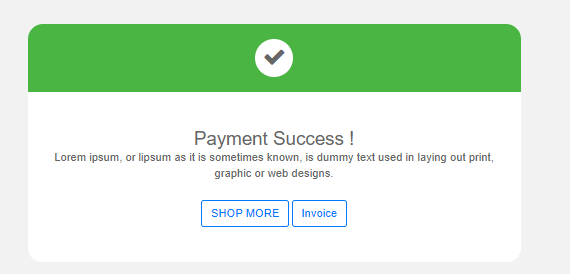 Payment Success !
Lorem ipsum, or lipsum as it is sometimes known, is dummy text used in laying out print,
graphic or web designs.
SHOP MORE Invoice